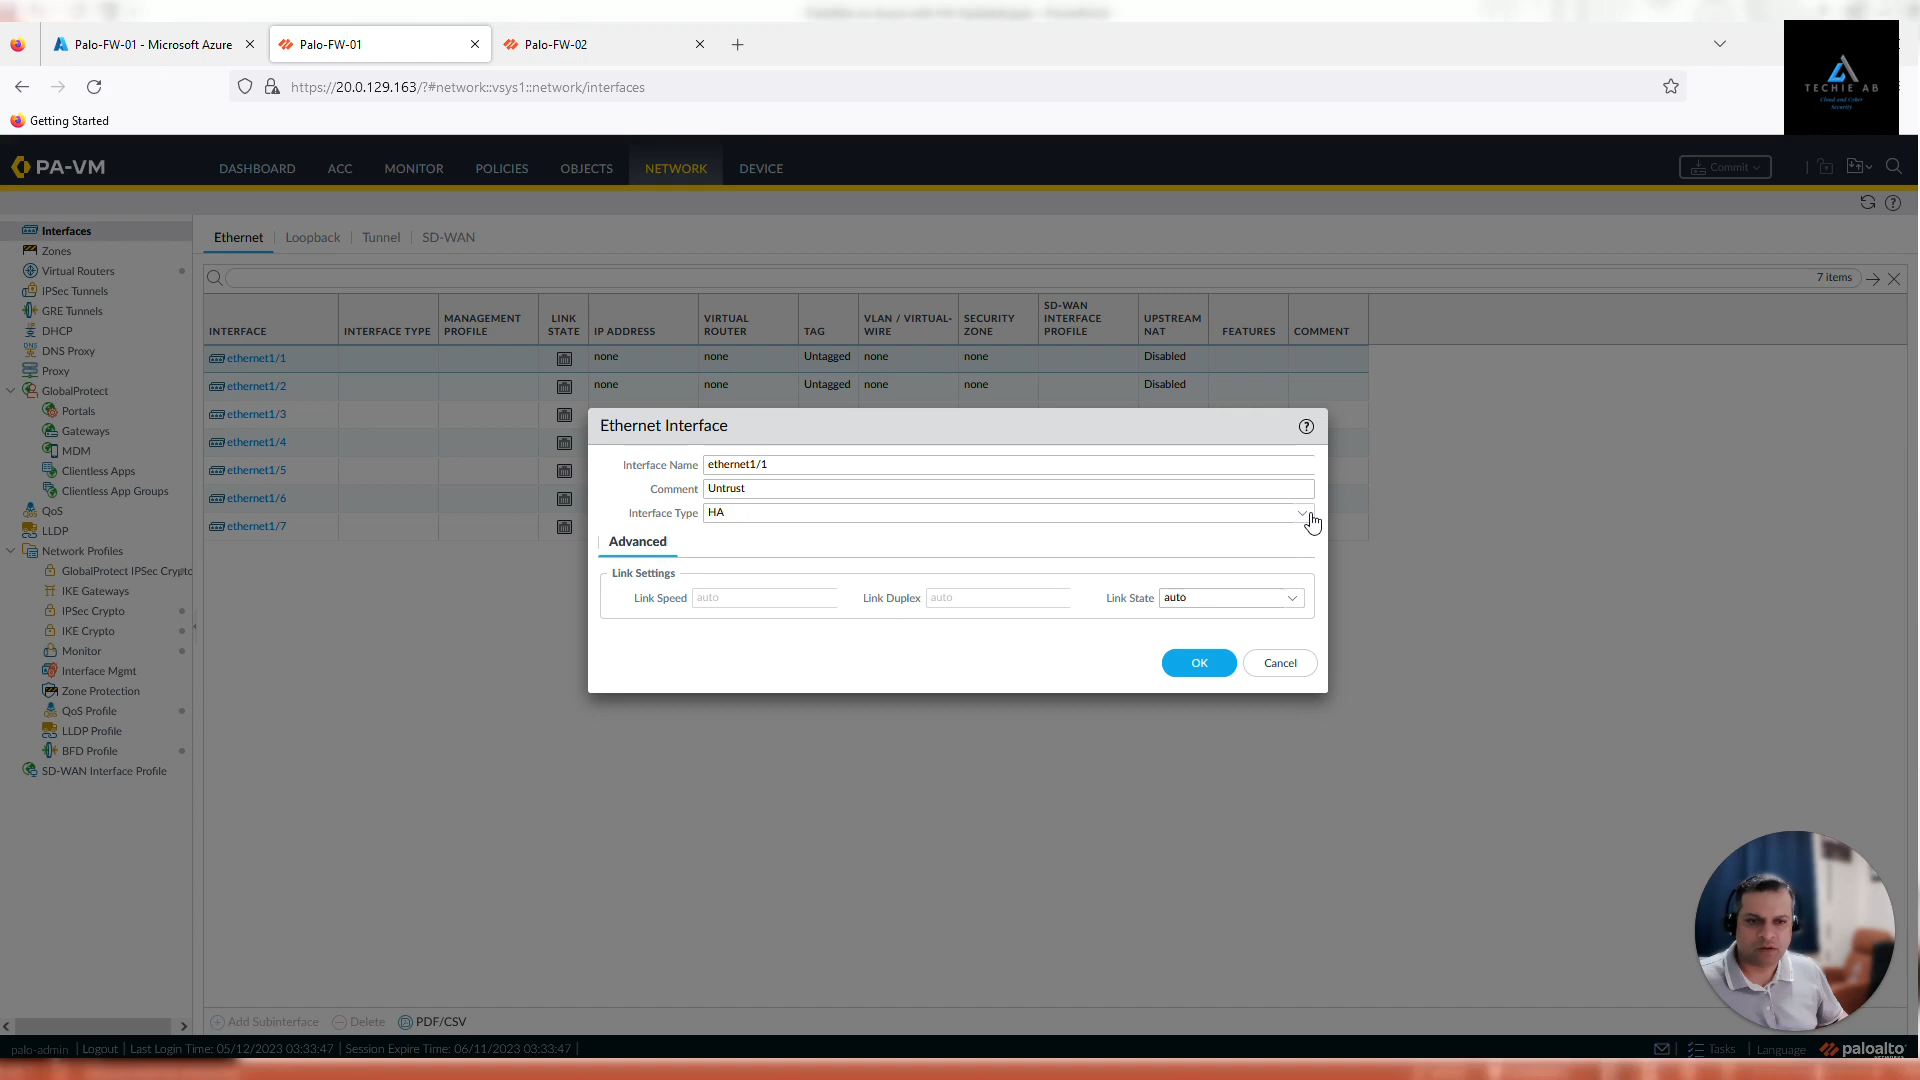 Palo-FW-01 - Microsoft Azure
Palo-FW-01
Palo-FW-02
https://20.0.129.163/?#network::vsys1::network/interfaces
Getting Started
TECHIE AB
Cloud and Cyber
Security
PA-VM
DASHBOARD
ACC
MONITOR
POLICIES
OBJECTS
NETWORK
DEVICE
Commit
Interfaces
Zones
Virtual Routers
IPSec Tunnels
GRE Tunnels
DHCP
DNS Proxy
Proxy
GlobalProtect
Portals
Gateways
MDM
Clientless Apps
Clientless App Groups
QoS
LLDP
Network Profiles
GlobalProtect IPSec Crypto
IKE Gateways
IPSec Crypto
IKE Crypto
Monitor
Interface Mgmt
Zone Protection
QoS Profile
LLDP Profile
BFD Profile
SD-WAN Interface Profile
Ethernet
Loopback
Tunnel
SD-WAN
7 items
INTERFACE
INTERFACE TYPE
MANAGEMENT PROFILE
LINK STATE
IP ADDRESS
VIRTUAL ROUTER
TAG
VLAN / VIRTUAL-WIRE
SECURITY ZONE
SD-WAN INTERFACE PROFILE
UPSTREAM NAT
FEATURES
COMMENT
ethernet1/1 none none Untagged none none Disabled
ethernet1/2 none none Untagged none none Disabled
ethernet1/3
ethernet1/4
ethernet1/5
ethernet1/6
ethernet1/7
Ethernet Interface
Interface Name ethernet1/1
Comment Untrust
Interface Type HA
Advanced
Link Settings
Link Speed auto Link Duplex auto Link State auto
OK Cancel
Add Subinterface Delete PDF/CSV
palo-admin | Logout | Last Login Time: 05/12/2023 03:33:47 | Session Expire Time: 06/11/2023 03:33:47 |
Tasks | Language
paloalto
NETWORKS